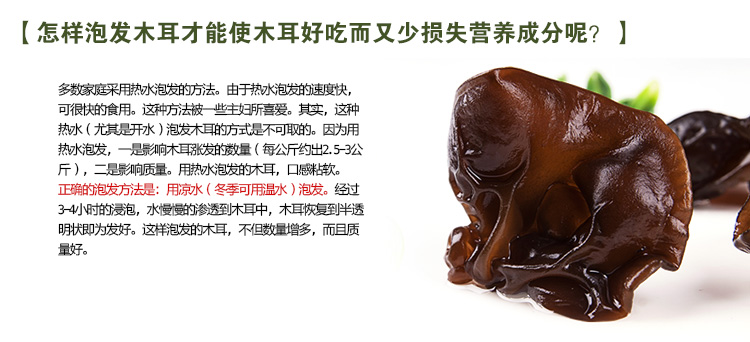 【 怎样泡发木耳才能使木耳好吃而又少损失营养成分呢？ 】
多数家庭采用热水泡发的方法。由于热水泡发的速度快，
可很快的食用。这种方法被一些主妇所喜爱。其实，这种
热水（尤其是开水）泡发木耳的方式是不可取的。因为用
热水泡发，一是影响木耳涨发的数量（每公斤约出2.5-3公
斤），二是影响质量。用热水泡发的木耳，口感粘软。
正确的泡发方法是：用凉水（冬季可用温水）泡发。经过
3-4小时的浸泡，水慢慢的渗透到木耳中，木耳恢复到半透
明状即为发好。这样泡发的木耳，不但数量增多，而且质
量好。